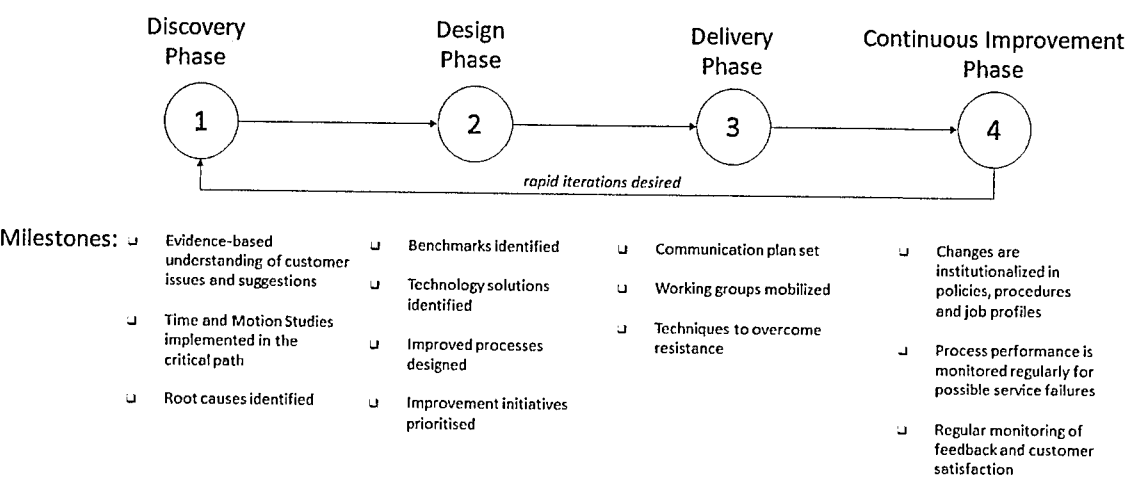 Discovery
Phase
Design
Phase
Delivery
Phase
Continuous Improvement
Phase
1
2
3
4
rapid iterations desired
Milestones:
Evidence-based
understanding of customer
issues and suggestions
Time and Motion Studies
implemented in the
critical path
Root causes identified
Benchmarks identified
Technology solutions
identified
Improved processes
designed
Improvement initiatives
prioritised
Communication plan set
Working groups mobilized
Techniques to overcome
resistance
Changes are
institutionalized in
policies, procedures
and job profiles
Process performance is
monitored regularly for
possible service failures
Regular monitoring of
feedback and customer
satisfaction